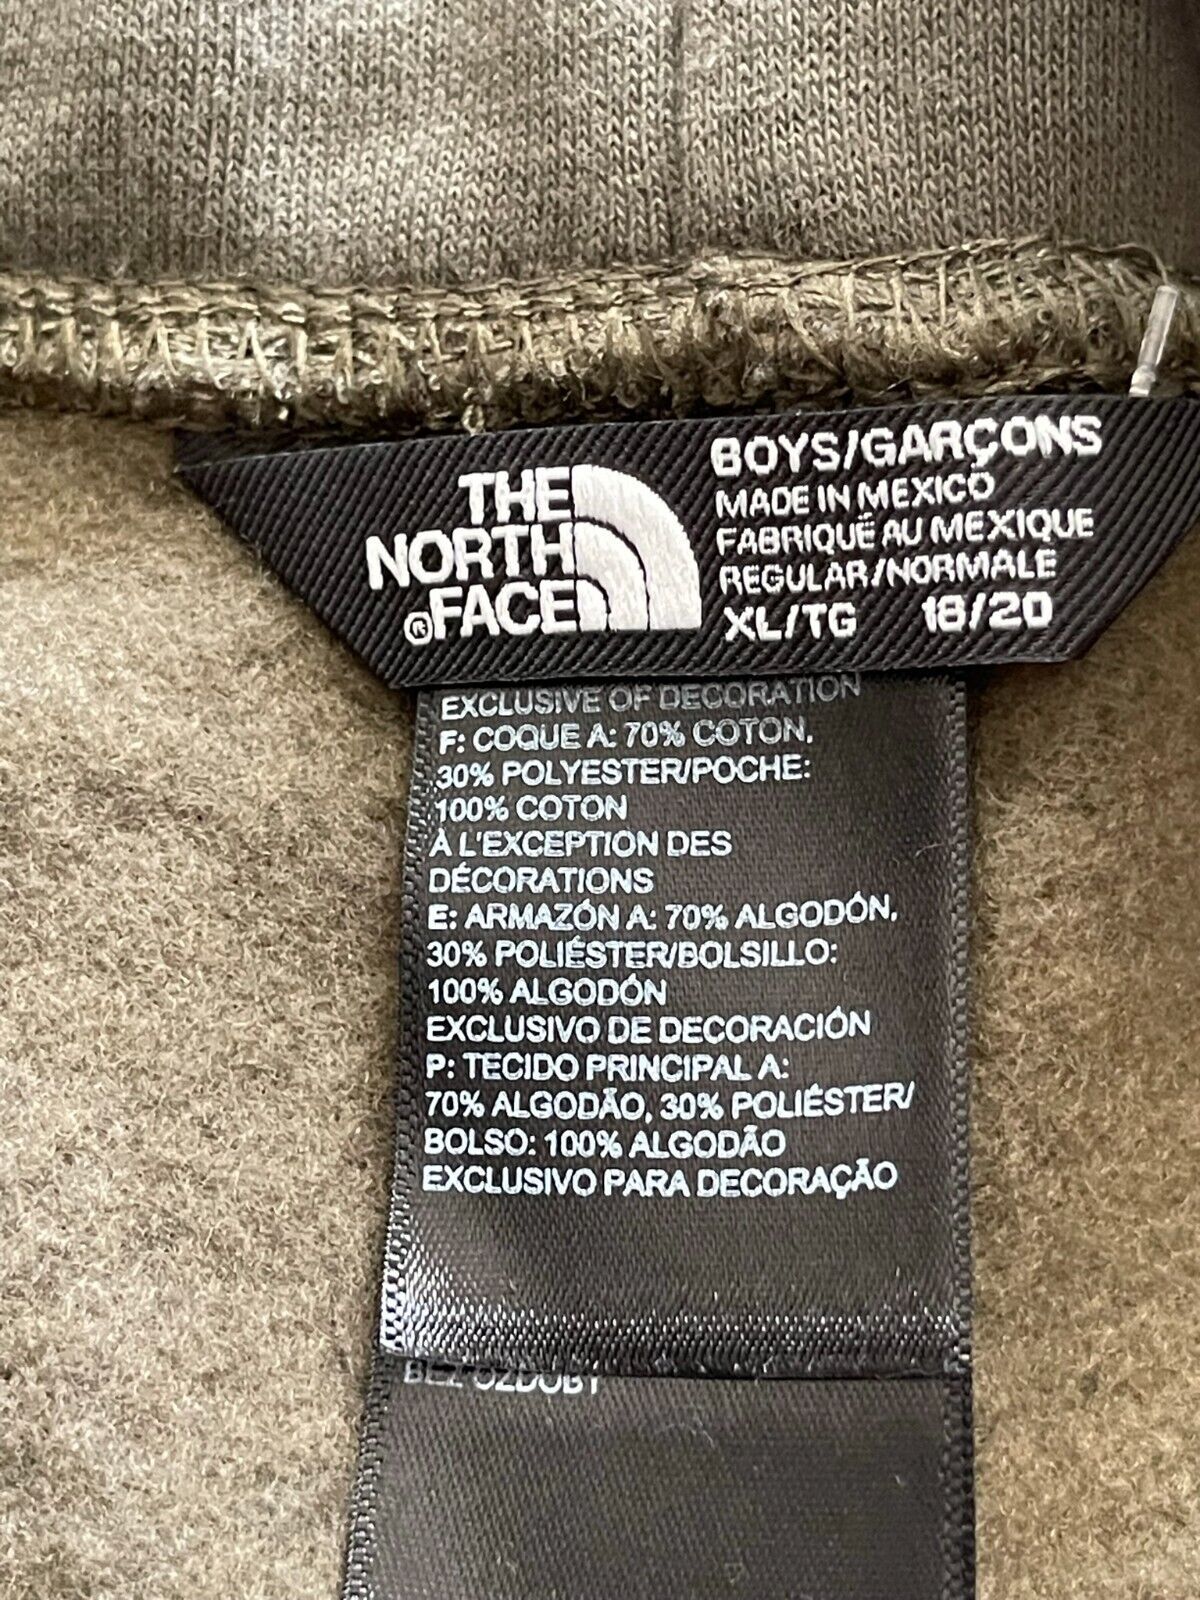 THE
NORTH
®FACE
BOYS/GARÇONS
MADE IN MEXICO
FABRIQUÉ AU MEXIQUE
REGULAR/NORMALE
XL/TG 18/20
EXCLUSIVE OF DECORATION
F: COQUE A: 70% COTON,
30% POLYESTER/POCHE:
100% COTON
À L'EXCEPTION DES
DÉCORATIONS
E: ARMAZÓN A: 70% ALGODÓN,
30% POLIÉSTER/BOLSILLO:
100% ALGODÓN
EXCLUSIVO DE DECORACIÓN
P: TECIDO PRINCIPAL A:
70% ALGODÃO, 30% POLIÉSTER/
BOLSO: 100% ALGODÃO
EXCLUSIVO PARA DECORAÇÃO
BEZ OZDOBY